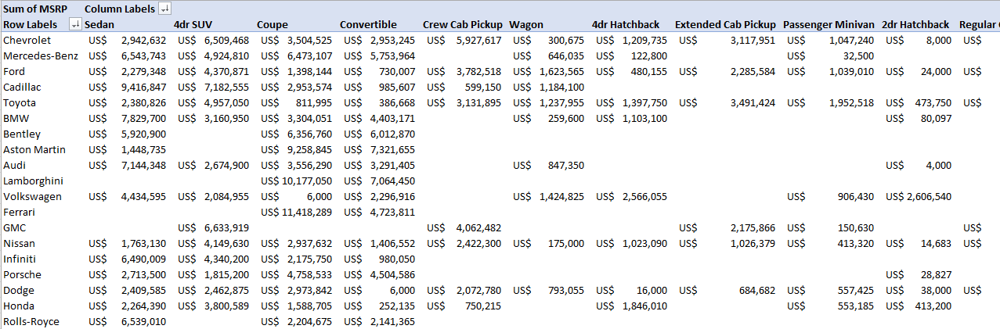 Sum of MSRP Column Labels
Row Labels Sedan 4dr SUV Coupe Convertible Crew Cab Pickup Wagon 4dr Hatchback Extended Cab Pickup Passenger Minivan 2dr Hatchback Regular
Chevrolet US$ 2,942,632 US$ 6,509,468 US$ 3,504,525 US$ 2,953,245 US$ 5,927,617 US$ 300,675 US$ 1,209,735 US$ 3,117,951 US$ 1,047,240 US$ 8,000 US$
Mercedes-Benz US$ 6,543,743 US$ 4,924,810 US$ 6,473,107 US$ 5,753,964 US$ 646,035 US$ 122,800 US$ 32,500
Ford US$ 2,279,348 US$ 4,370,871 US$ 1,398,144 US$ 730,007 US$ 3,782,518 US$ 1,623,565 US$ 480,155 US$ 2,285,584 US$ 1,039,010 US$ 24,000 US$
Cadillac US$ 9,416,847 US$ 7,182,555 US$ 2,953,574 US$ 985,607 US$ 599,150 US$ 1,184,100
Toyota US$ 2,380,826 US$ 4,957,050 US$ 811,995 US$ 386,668 US$ 3,131,895 US$ 1,237,955 US$ 1,397,750 US$ 3,491,424 US$ 1,952,518 US$ 473,750 US$
BMW US$ 7,829,700 US$ 3,160,950 US$ 3,304,051 US$ 4,403,171 US$ 259,600 US$ 1,103,100 US$ 80,097
Bentley US$ 5,920,900 US$ 6,356,760 US$ 6,012,870
Aston Martin US$ 1,448,735 US$ 9,258,845 US$ 7,321,655
Audi US$ 7,144,348 US$ 2,674,900 US$ 3,556,290 US$ 3,291,405 US$ 847,350 US$ 4,000
Lamborghini US$ 10,177,050 US$ 7,064,450
Volkswagen US$ 4,434,595 US$ 2,084,955 US$ 6,000 US$ 2,296,916 US$ 1,424,825 US$ 2,566,055 US$ 906,430 US$ 2,606,540
Ferrari US$ 11,418,289 US$ 4,723,811
GMC US$ 6,633,919 US$ 4,062,482 US$ 2,175,866 US$ 150,630 US$
Nissan US$ 1,763,130 US$ 4,149,630 US$ 2,937,632 US$ 1,406,552 US$ 2,422,300 US$ 175,000 US$ 1,023,090 US$ 1,026,379 US$ 413,320 US$ 14,683 US$
Infiniti US$ 6,490,009 US$ 4,340,200 US$ 2,175,750 US$ 980,050
Porsche US$ 2,713,500 US$ 1,815,200 US$ 4,758,533 US$ 4,504,586 US$ 28,827
Dodge US$ 2,409,585 US$ 2,462,875 US$ 2,973,842 US$ 6,000 US$ 2,072,780 US$ 793,055 US$ 16,000 US$ 684,682 US$ 557,425 US$ 38,000 US$
Honda US$ 2,264,390 US$ 3,800,589 US$ 1,588,705 US$ 252,135 US$ 750,215 US$ 1,846,010 US$ 553,185 US$ 413,200
Rolls-Royce US$ 6,539,010 US$ 2,204,675 US$ 2,141,365